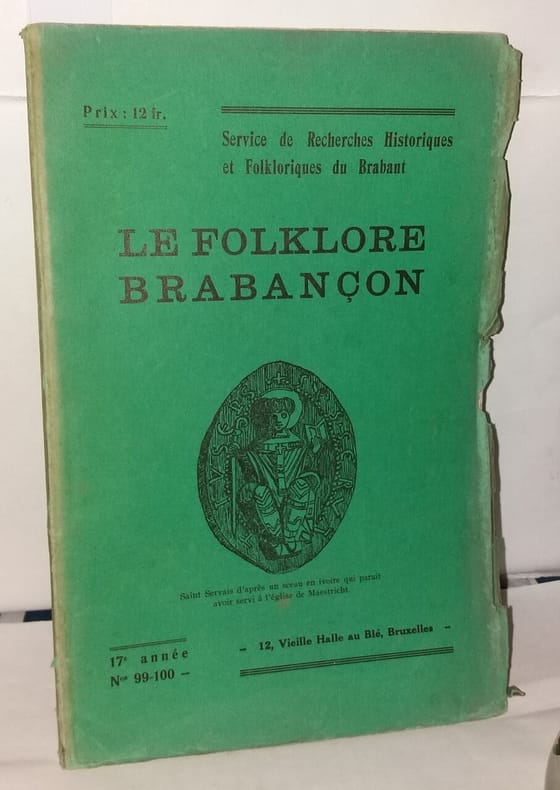 Prix : 12 fr.
Service de Recherches Historiques
et Folkloriques du Brabant
LE FOLKLORE
BRABANÇON
Saint Servais d'après un sceau en ivoire qui paraît
avoir servi à l'église de Maestricht.
17e année
Nos 99-100 –
– 12, Vieille Halle au Blé, Bruxelles –